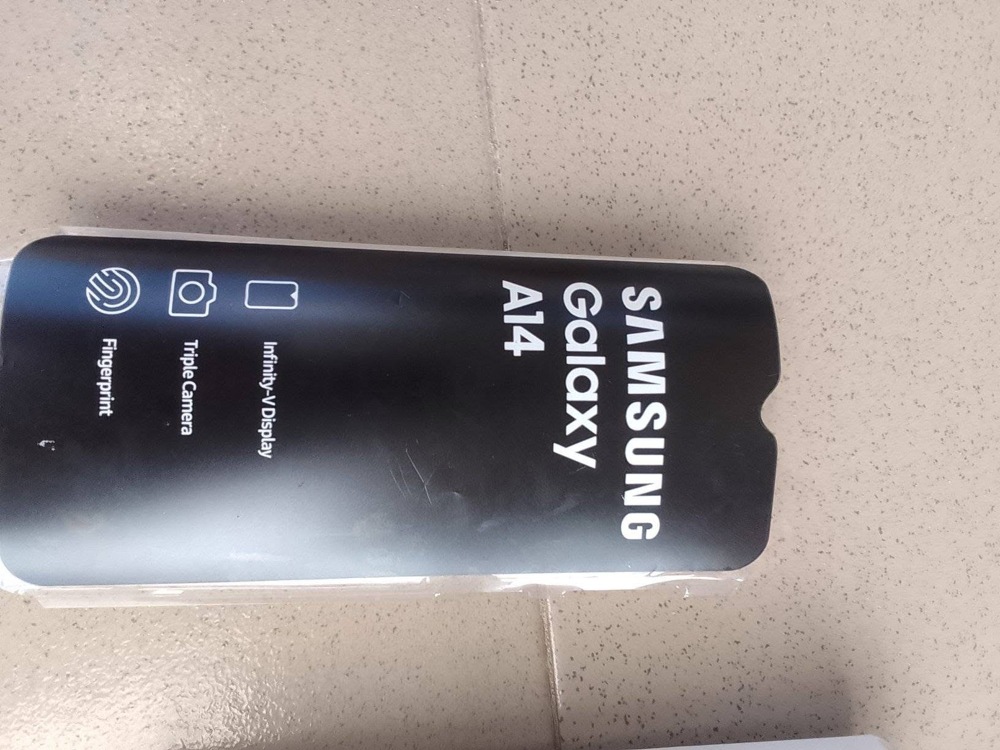 SAMSUNG
Galaxy
A14
Infinity-V Display
Triple Camera
Fingerprint